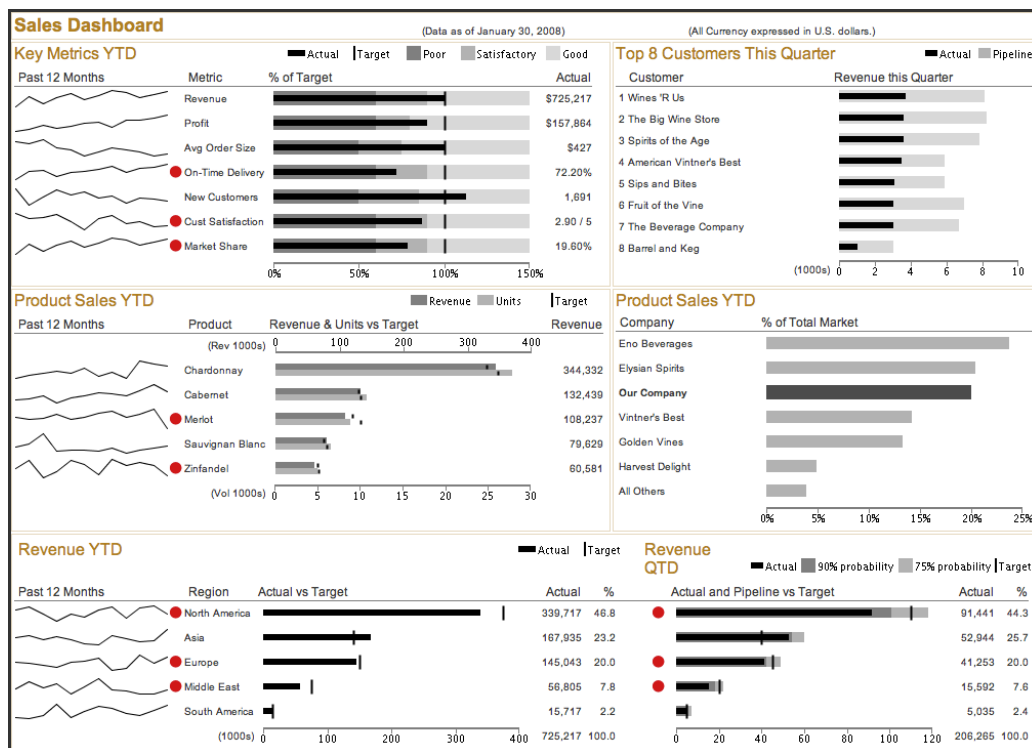 Sales Dashboard (Data as of January 30, 2008) (All Currency expressed in U.S. dollars.)
Key Metrics YTD Actual Target Poor Satisfactory Good
Past 12 Months Metric % of Target Actual
Revenue $725,217
Profit $157,864
Avg Order Size $427
On-Time Delivery 72.20%
New Customers 1,691
Cust Satisfaction 2.90 / 5
Market Share 19.60%
0% 50% 100% 150%
Top 8 Customers This Quarter Actual Pipeline
Customer Revenue this Quarter
1 Wines 'R Us
2 The Big Wine Store
3 Spirits of the Age
4 American Vintner's Best
5 Sips and Bites
6 Fruit of the Vine
7 The Beverage Company
8 Barrel and Keg
(1000s) 0 2 4 6 8 10
Product Sales YTD Revenue Units Target
Past 12 Months Product Revenue & Units vs Target Revenue
(Rev 1000s) 0 100 200 300 400
Chardonnay 344,332
Cabernet 132,439
Merlot 108,237
Sauvignan Blanc 79,629
Zinfandel 60,581
(Vol 1000s) 0 5 10 15 20 25 30
Product Sales YTD
Company % of Total Market
Eno Beverages
Elysian Spirits
Our Company
Vintner's Best
Golden Vines
Harvest Delight
All Others
0% 5% 10% 15% 20% 25%
Revenue YTD Actual Target
Past 12 Months Region Actual vs Target Actual %
North America 339,717 46.8
Asia 167,935 23.2
Europe 145,043 20.0
Middle East 56,805 7.8
South America 15,717 2.2
(1000s) 0 100 200 300 400 725,217 100.0
Revenue
QTD Actual 90% probability 75% probability Target
Actual and Pipeline vs Target Actual %
91,441 44.3
52,944 25.7
41,253 20.0
15,592 7.6
5,035 2.4
0 20 40 60 80 100 120 206,265 100.0